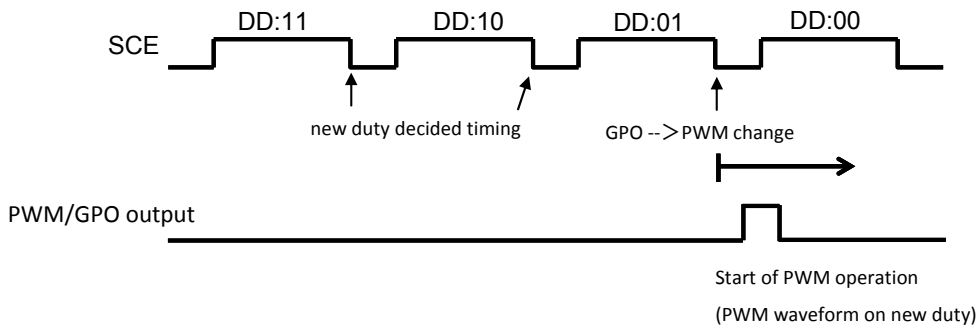 DD:11 DD:10 DD:01 DD:00
SCE
new duty decided timing GPO -->PWM change
PWM/GPO output
Start of PWM operation
(PWM waveform on new duty)